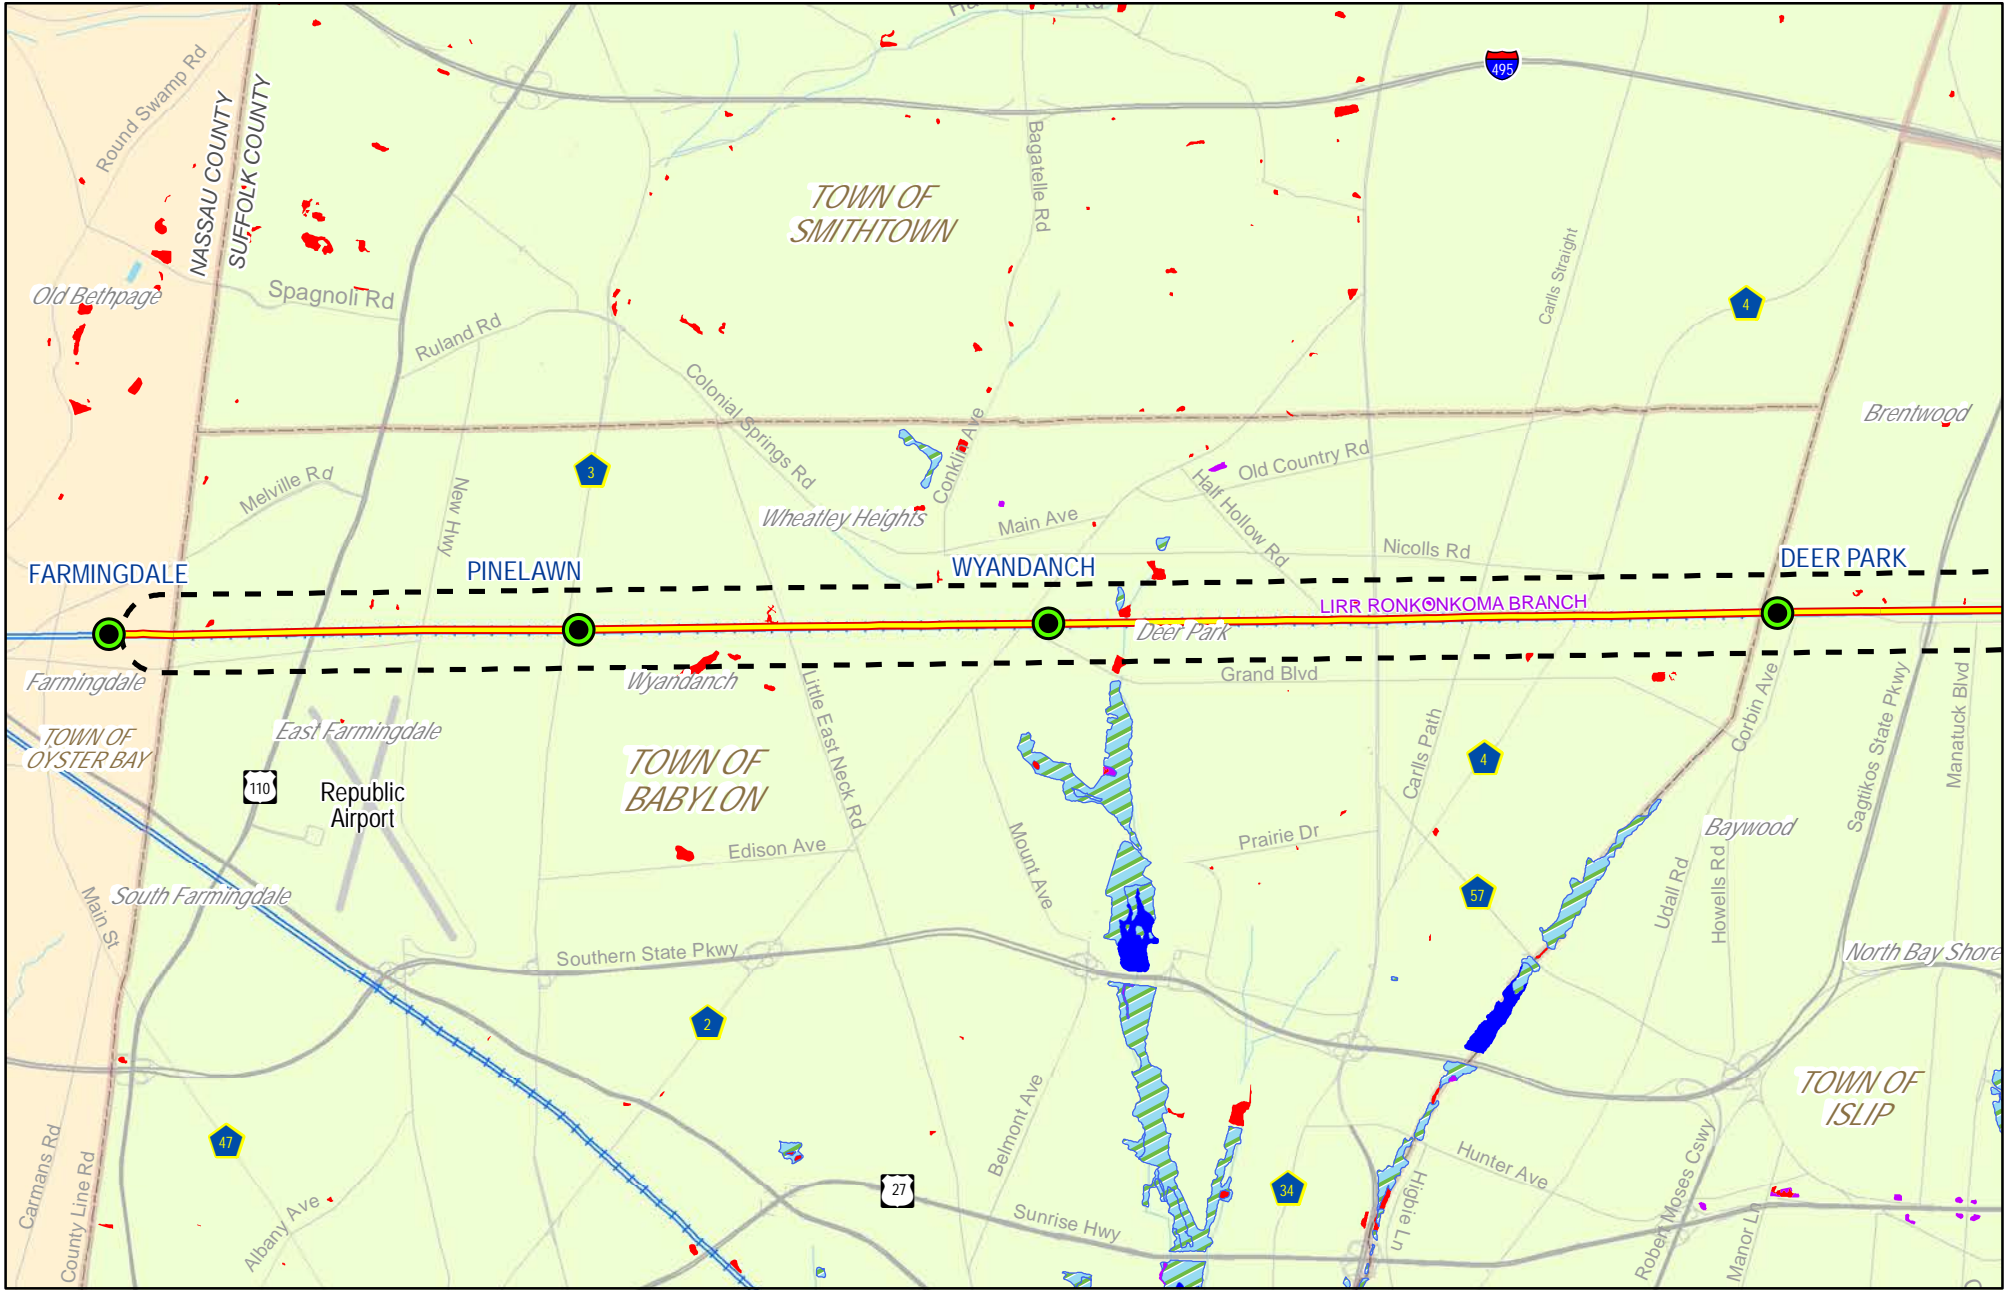 Round Swamp Rd
NASSAU COUNTY
SUFFOLK COUNTY
495
Bagatelle Rd
TOWN OF
SMITHTOWN
Carlls Straight
Old Bethpage
Spagnoli Rd
4
Ruland Rd
Colonial Springs Rd
Conklin Ave
Brentwood
Melville Rd
New Hwy
3
Old Country Rd
Half Hollow Rd
Wheatley Heights
Main Ave
Nicolls Rd
FARMINGDALE
PINELAWN
WYANDANCH
DEER PARK
LIRR RONKONKOMA BRANCH
Deer Park
Farmingdale
Wyandanch
Grand Blvd
Little East Neck Rd
Corbin Ave
Sagtikos State Pkwy
Manatuck Blvd
TOWN OF
OYSTER BAY
East Farmingdale
TOWN OF
BABYLON
Carlls Path
4
110
Republic
Airport
Mount Ave
Prairie Dr
Baywood
Edison Ave
Udall Rd
Howells Rd
57
Main St
South Farmingdale
Southern State Pkwy
North Bay Shore
2
Belmont Ave
TOWN OF
ISLIP
47
Carmans Rd
County Line Rd
Albany Ave
27
Sunrise Hwy
34
Higbie Ln
Hunter Ave
Robert Moses Cswy
Manor Ln